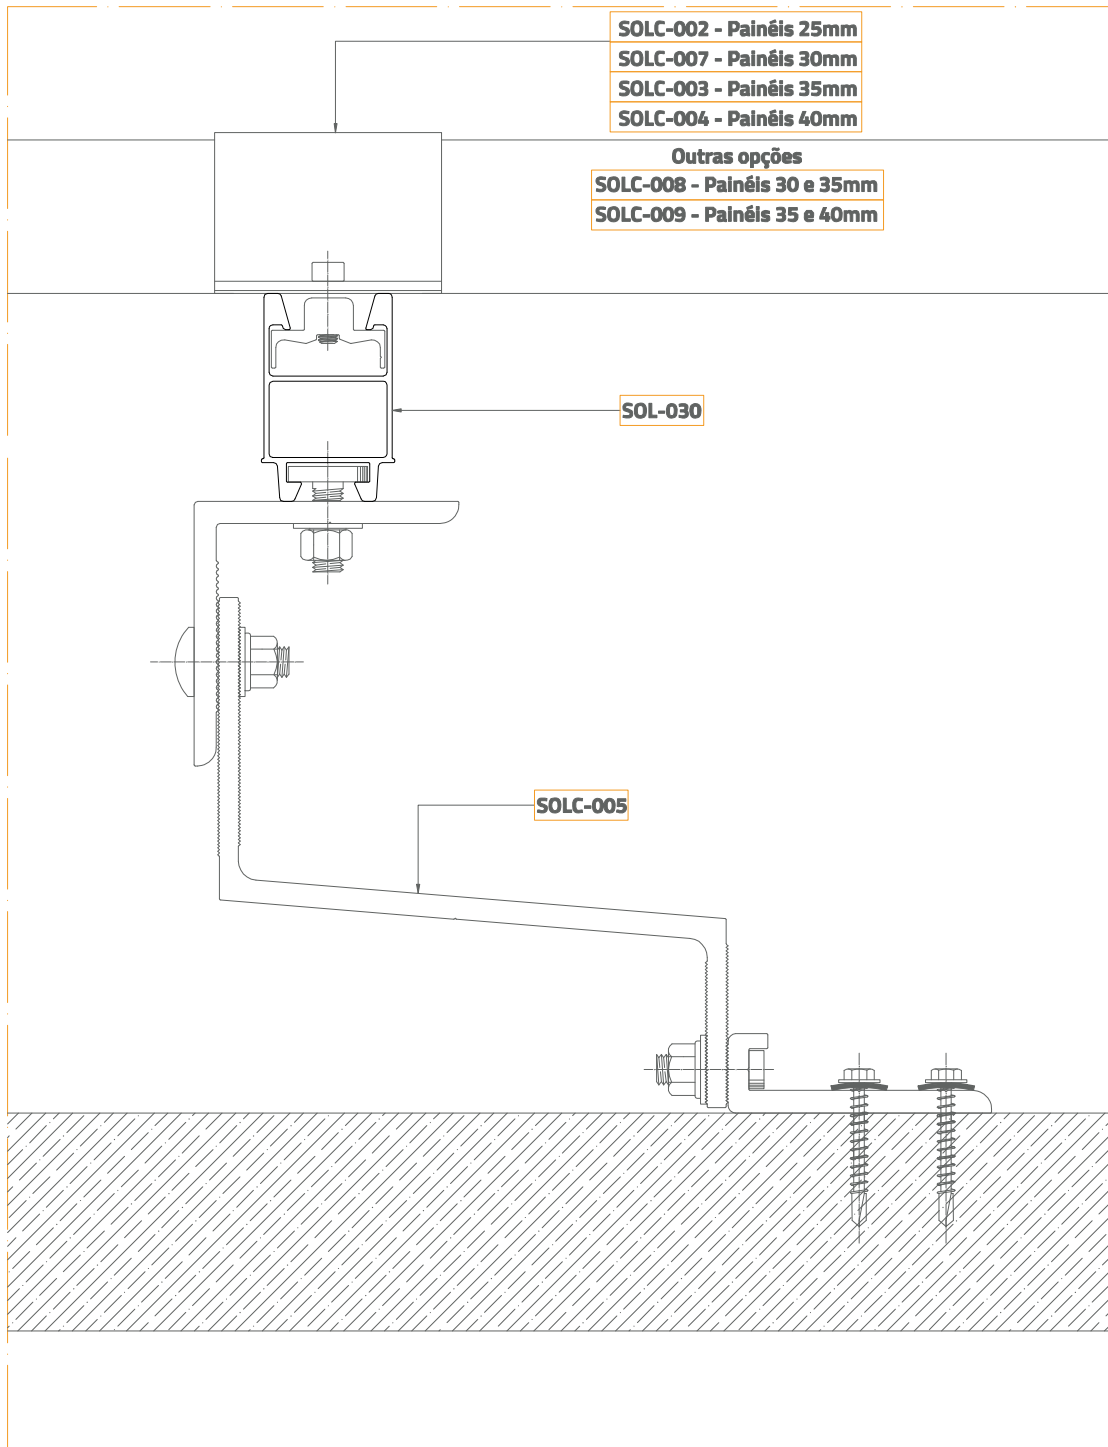 SOLC-002 - Painéis 25mm
SOLC-007 - Painéis 30mm
SOLC-003 - Painéis 35mm
SOLC-004 - Painéis 40mm
Outras opções
SOLC-008 - Painéis 30 e 35mm
SOLC-009 - Painéis 35 e 40mm
SOL-030
SOLC-005